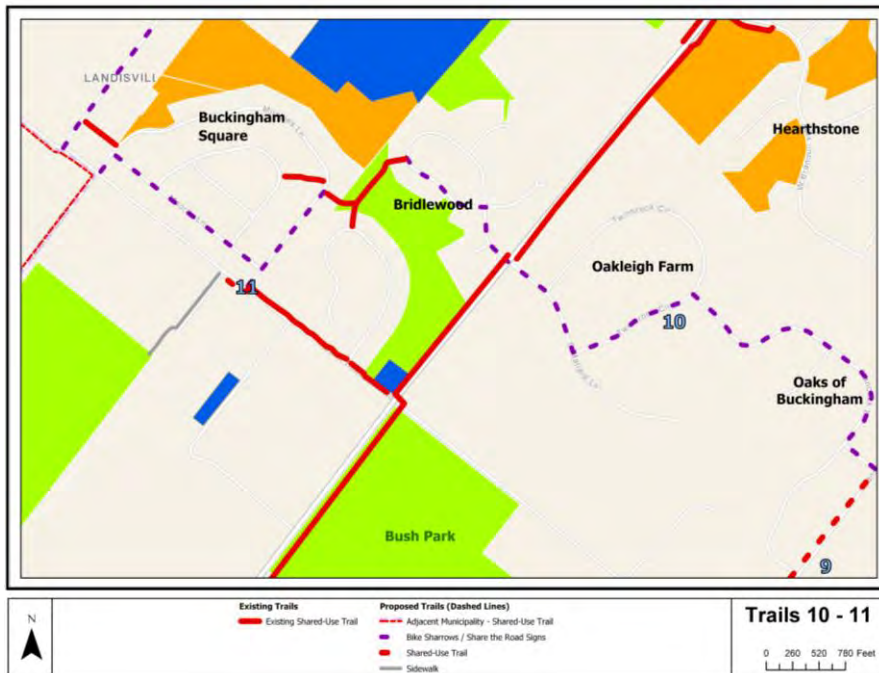 LANDISVILI
Buckingham
Square
Hearthstone
Bridlewood
Twinbrook Cir
Oakleigh Farm
11
10
Oaks of
Buckingham
Bush Park
9
N
Existing Trails
Existing Shared-Use Trail
Proposed Trails (Dashed Lines)
Adjacent Municipality - Shared-Use Trail
Bike Sharrows / Share the Road Signs
Shared-Use Trail
Sidewalk
Trails 10 - 11
0 260 520 780 Feet